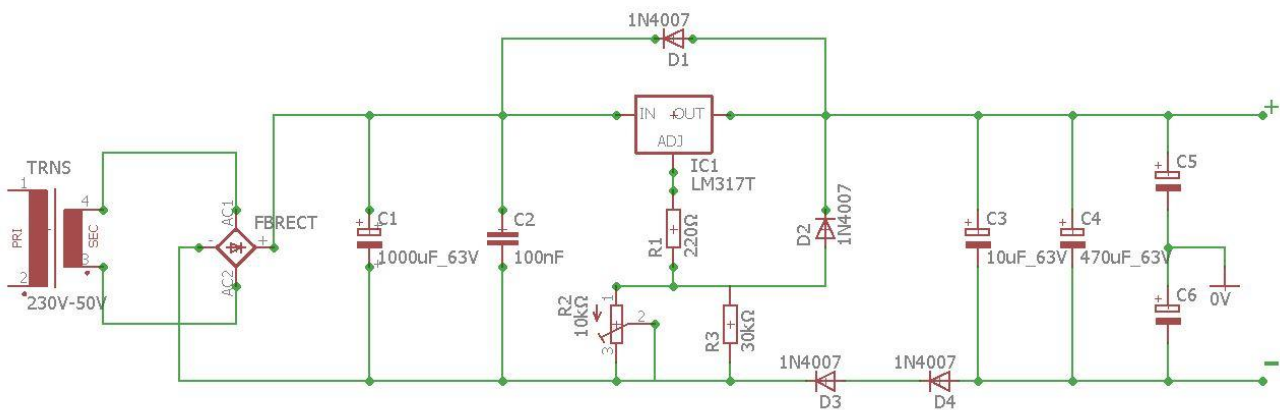 1N4007
D1
+
IN + OUT
ADJ
IC1
LM317T
TRNS
1
4
PRI
SEC
2
3
230V-50V
AC1
FBRECT
-
+
AC2
+
C1
1000uF_63V
+
+
C2
100nF
R1
220Ω
D2
1N4007
+
C3
10uF_63V
+
C4
470uF_63V
+
C5
0V
+
C6
R2
10kΩ
1
2
3
R3
30kΩ
1N4007
D3
1N4007
D4
-